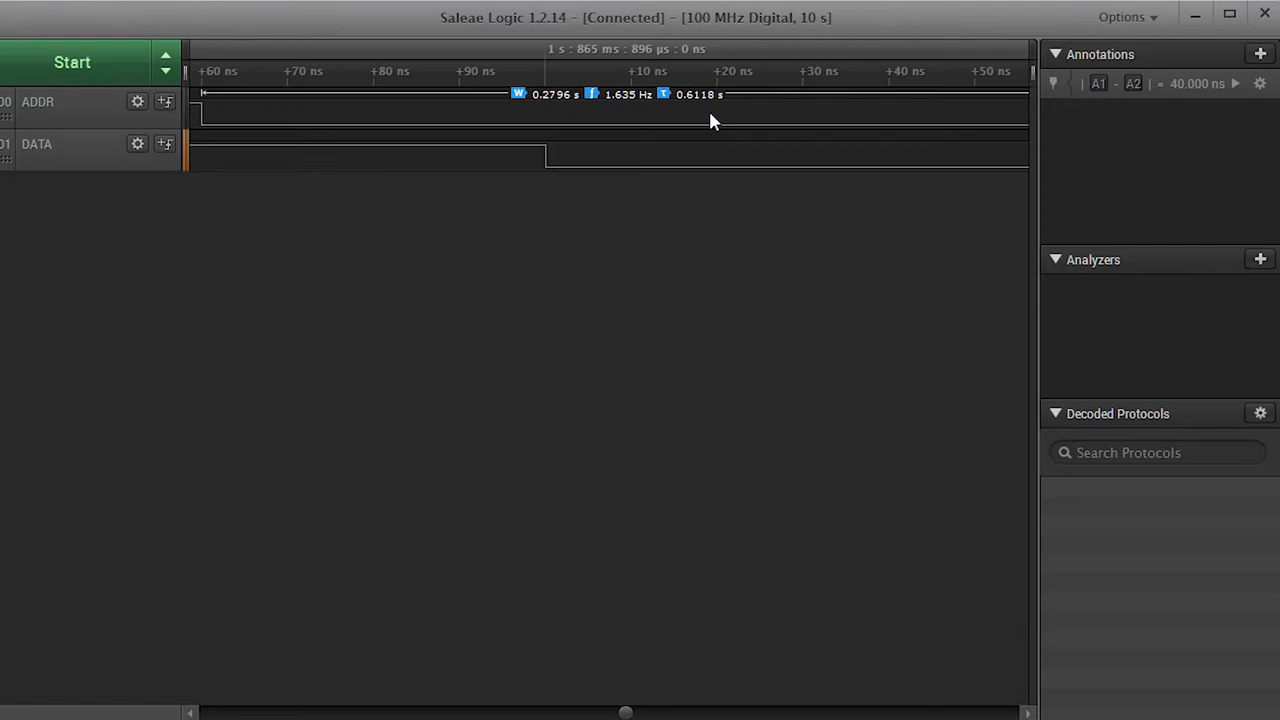 Saleae Logic 1.2.14 - [Connected] - [100 MHz Digital, 10 s]
Options
Start
1 s : 865 ms : 896 µs : 0 ns
+60 ns +70 ns +80 ns +90 ns +10 ns +20 ns +30 ns +40 ns +50 ns
W 0.2796 s f 1.635 Hz T 0.6118 s
00 ADDR
01 DATA
Annotations
| A1 - A2 | = 40.000 ns
Analyzers
Decoded Protocols
Search Protocols